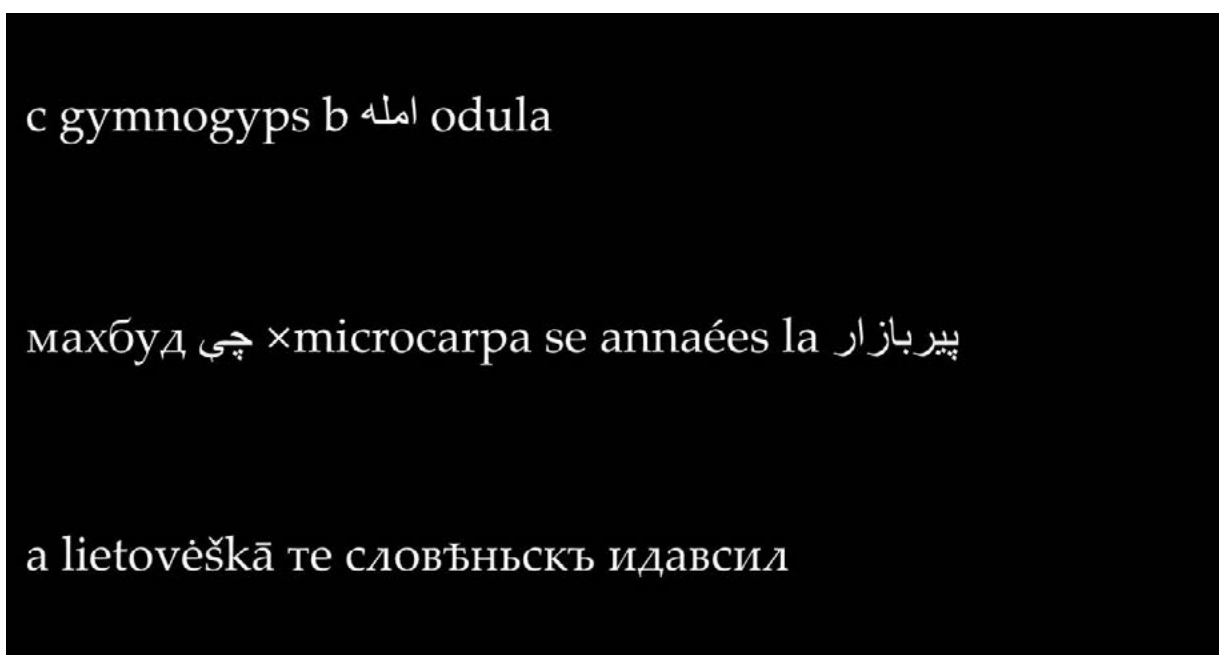 c gymnogyps b امله odula
махбуд چې ×microcarpa se annaées la پیربازار
a lietovėškā те словѣньскъ идавсил